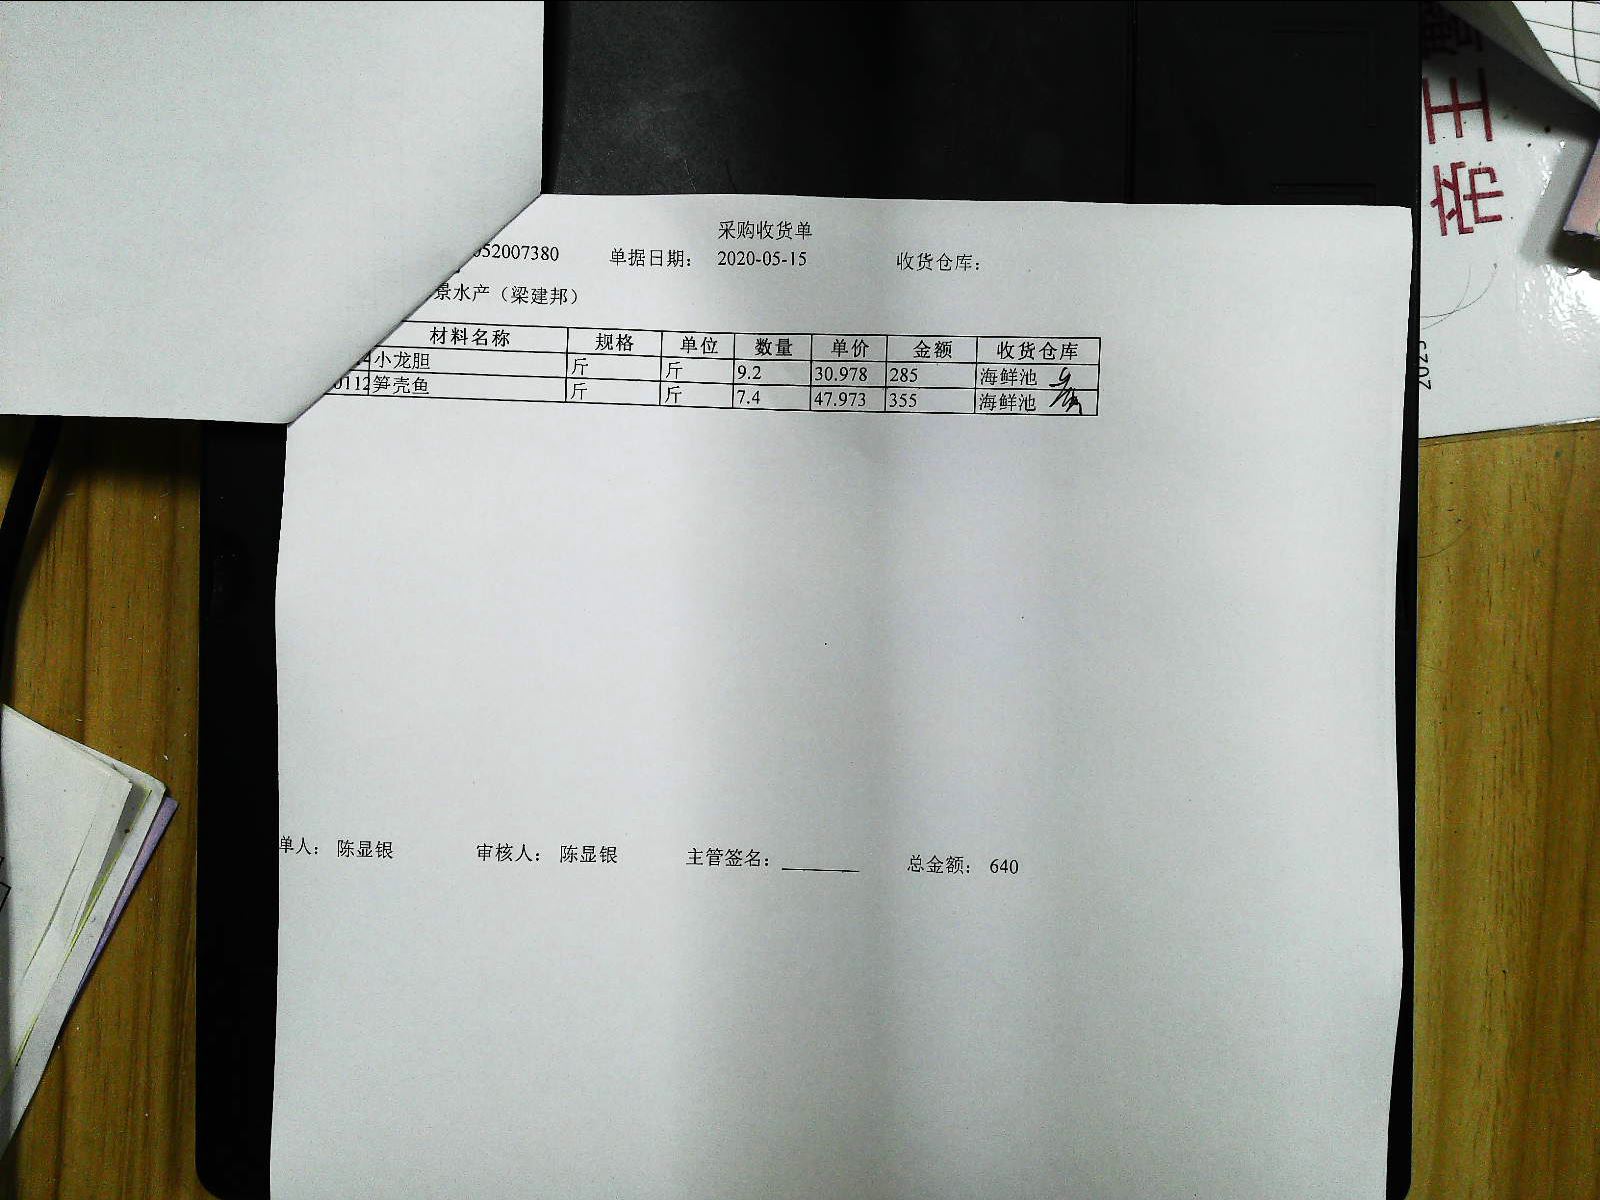 采购收货单
052007380 单据日期： 2020-05-15 收货仓库：
景水产（梁建邦）
材料名称 规格 单位 数量 单价 金额 收货仓库
小龙胆 斤 斤 9.2 30.978 285 海鲜池
0112 笋壳鱼 斤 斤 7.4 47.973 355 海鲜池
单人： 陈显银 审核人： 陈显银 主管签名： 总金额： 640
帝王